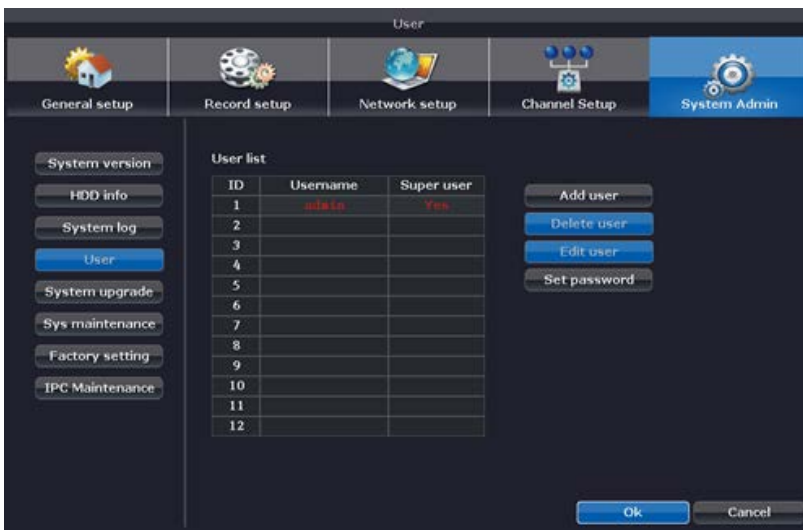 User
General setup
Record setup
Network setup
Channel Setup
System Admin
System version
HDD info
System log
User
System upgrade
Sys maintenance
Factory setting
IPC Maintenance
User list
ID Username Super user
1 admin Yes
2
3
4
5
6
7
8
9
10
11
12
Add user
Delete user
Edit user
Set password
Ok
Cancel